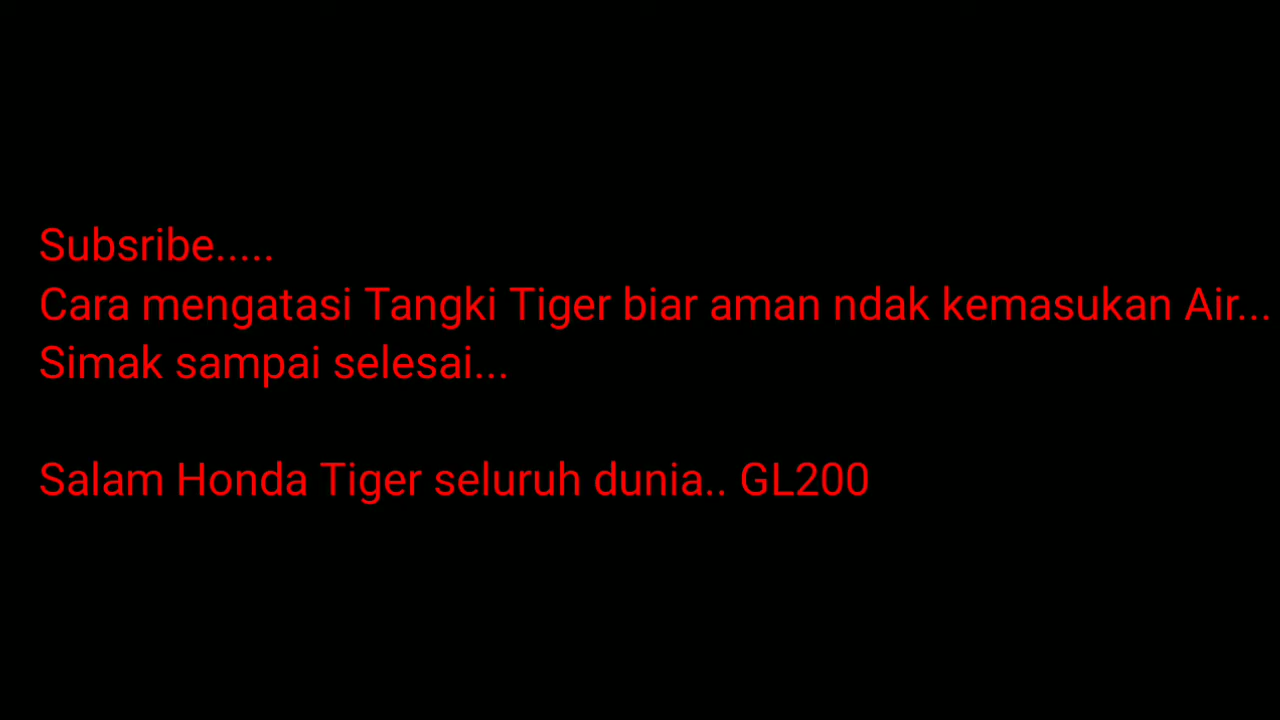 Subsribe.....
Cara mengatasi Tangki Tiger biar aman ndak kemasukan Air...
Simak sampai selesai...
Salam Honda Tiger seluruh dunia.. GL200